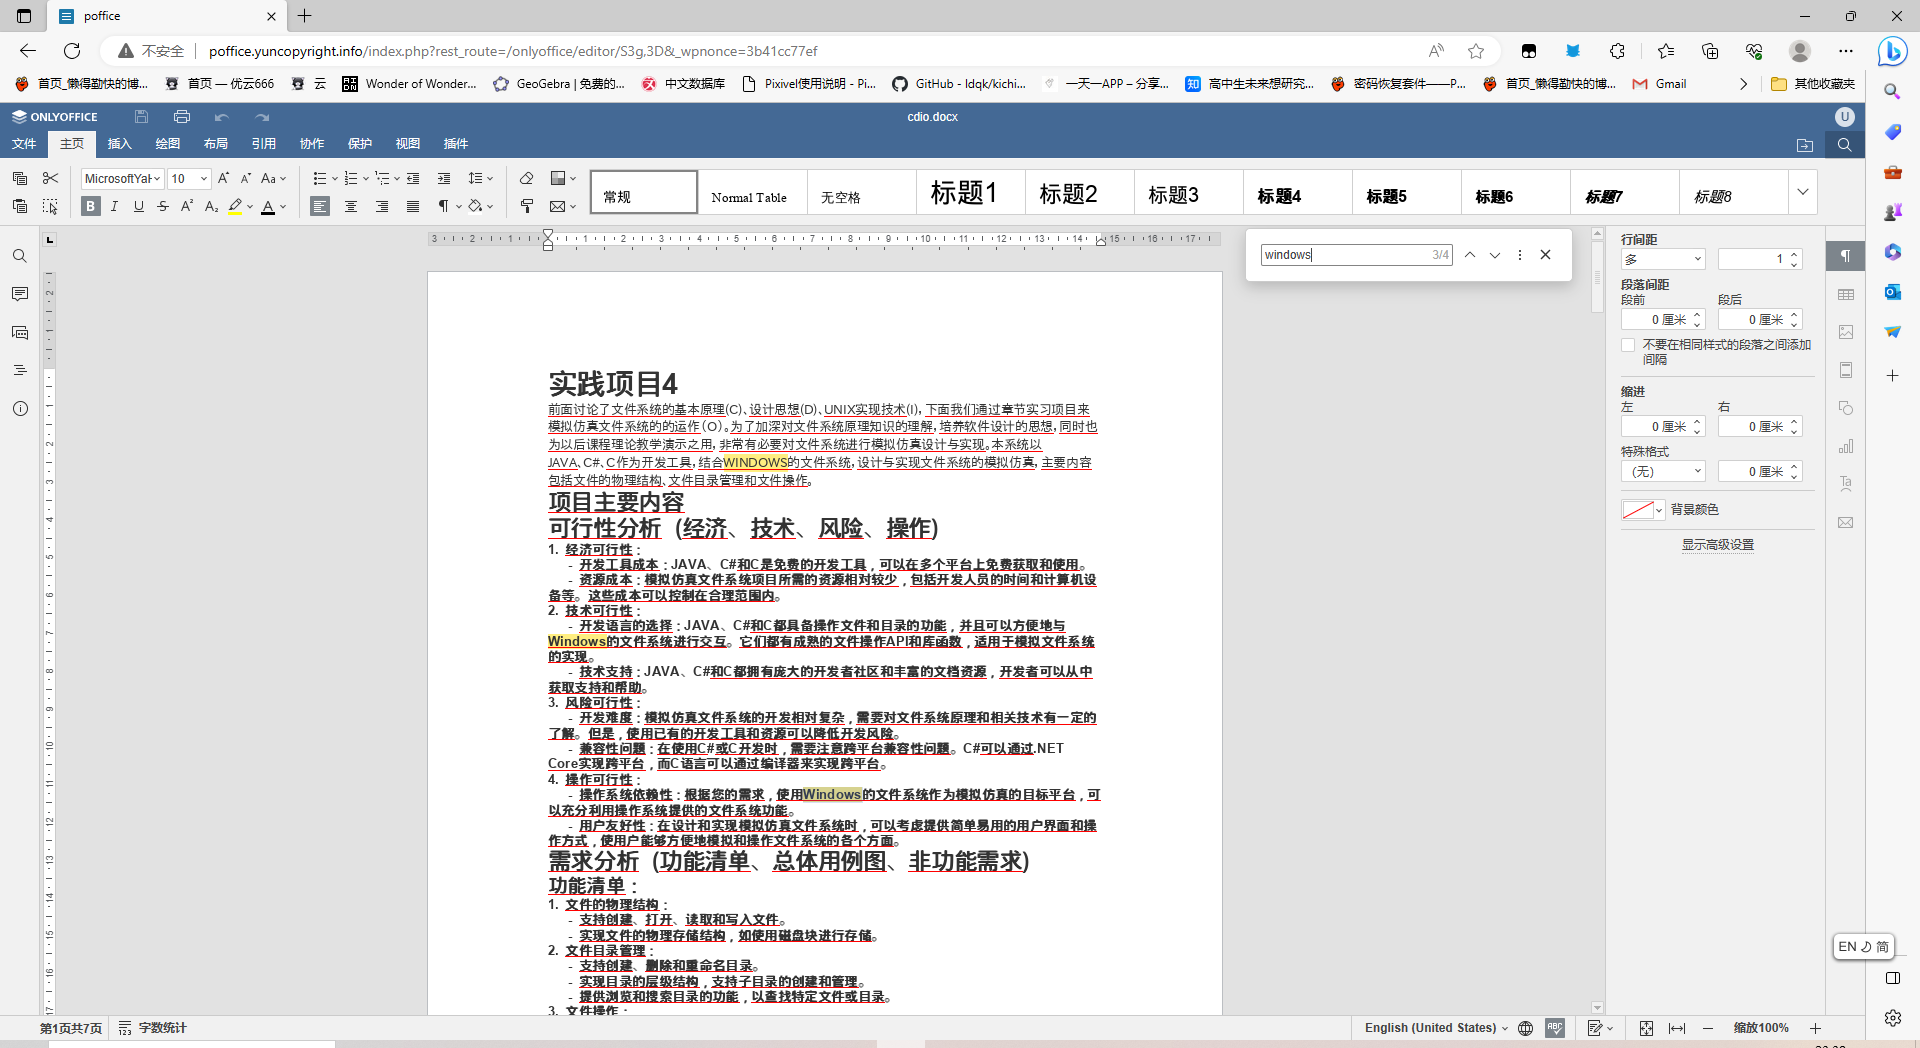 poffice
不安全 poffice.yuncopyright.info/index.php?rest_route=/onlyoffice/editor/S3g,3D&_wpnonce=3b41cc77ef
首页_懒得勤快的博... 首页 — 优云666 云 Wonder of Wonder... GeoGebra | 免费的... 中文数据库 Pixivel使用说明 - Pi... GitHub - ldqk/kichi... 一天一APP – 分享... 高中生未来想研究... 密码恢复套件——P... 首页_懒得勤快的博... Gmail 其他收藏夹
ONLYOFFICE cdio.docx U
文件 主页 插入 绘图 布局 引用 协作 保护 视图 插件
MicrosoftYaH 10
常规 Normal Table 无空格 标题1 标题2 标题3 标题4 标题5 标题6 标题7 标题8
windows 3/4
行间距
多 1
段落间距
段前 段后
0 厘米 0 厘米
不要在相同样式的段落之间添加
间隔
缩进
左 右
0 厘米 0 厘米
特殊格式
(无) 0 厘米
背景颜色
显示高级设置
实践项目4
前面讨论了文件系统的基本原理(C)、设计思想(D)、UNIX实现技术(I)，下面我们通过章节实习项目来
模拟仿真文件系统的的运作（O）。为了加深对文件系统原理知识的理解，培养软件设计的思想，同时也
为以后课程理论教学演示之用，非常有必要对文件系统进行模拟仿真设计与实现。本系统以
JAVA、C#、C作为开发工具，结合WINDOWS的文件系统，设计与实现文件系统的模拟仿真，主要内容
包括文件的物理结构、文件目录管理和文件操作。
项目主要内容
可行性分析（经济、技术、风险、操作）
1. 经济可行性：
- 开发工具成本：JAVA、C#和C是免费的开发工具，可以在多个平台上免费获取和使用。
- 资源成本：模拟仿真文件系统项目所需的资源相对较少，包括开发人员的时间和计算机设
备等。这些成本可以控制在合理范围内。
2. 技术可行性：
- 开发语言的选择：JAVA、C#和C都具备操作文件和目录的功能，并且可以方便地与
Windows的文件系统进行交互。它们都有成熟的文件操作API和库函数，适用于模拟文件系统
的实现。
- 技术支持：JAVA、C#和C都拥有庞大的开发者社区和丰富的文档资源，开发者可以从中
获取支持和帮助。
3. 风险可行性：
- 开发难度：模拟仿真文件系统的开发相对复杂，需要对文件系统原理和相关技术有一定的
了解。但是，使用已有的开发工具和资源可以降低开发风险。
- 兼容性问题：在使用C#或C开发时，需要注意跨平台兼容性问题。C#可以通过.NET
Core实现跨平台，而C语言可以通过编译器来实现跨平台。
4. 操作可行性：
- 操作系统依赖性：根据您的需求，使用Windows的文件系统作为模拟仿真的目标平台，可
以充分利用操作系统提供的文件系统功能。
- 用户友好性：在设计和实现模拟仿真文件系统时，可以考虑提供简单易用的用户界面和操
作方式，使用户能够方便地模拟和操作文件系统的各个方面。
需求分析（功能清单、总体用例图、非功能需求）
功能清单：
1. 文件的物理结构：
- 支持创建、打开、读取和写入文件。
- 实现文件的物理存储结构，如使用磁盘块进行存储。
2. 文件目录管理：
- 支持创建、删除和重命名目录。
- 实现目录的层级结构，支持子目录的创建和管理。
- 提供浏览和搜索目录的功能，以查找特定文件或目录。
3. 文件操作：
EN 简
第1页共7页 字数统计 English (United States) 缩放100%